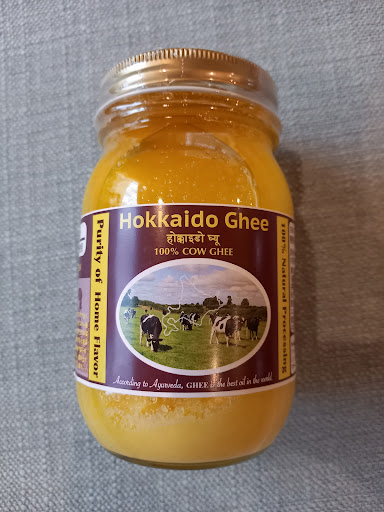 Hokkaido Ghee
होक्काइडो घ्यू
100% COW GHEE
Purity of Home Flavor
100% Natural Processing
According to Ayurveda, GHEE is the best oil in the world